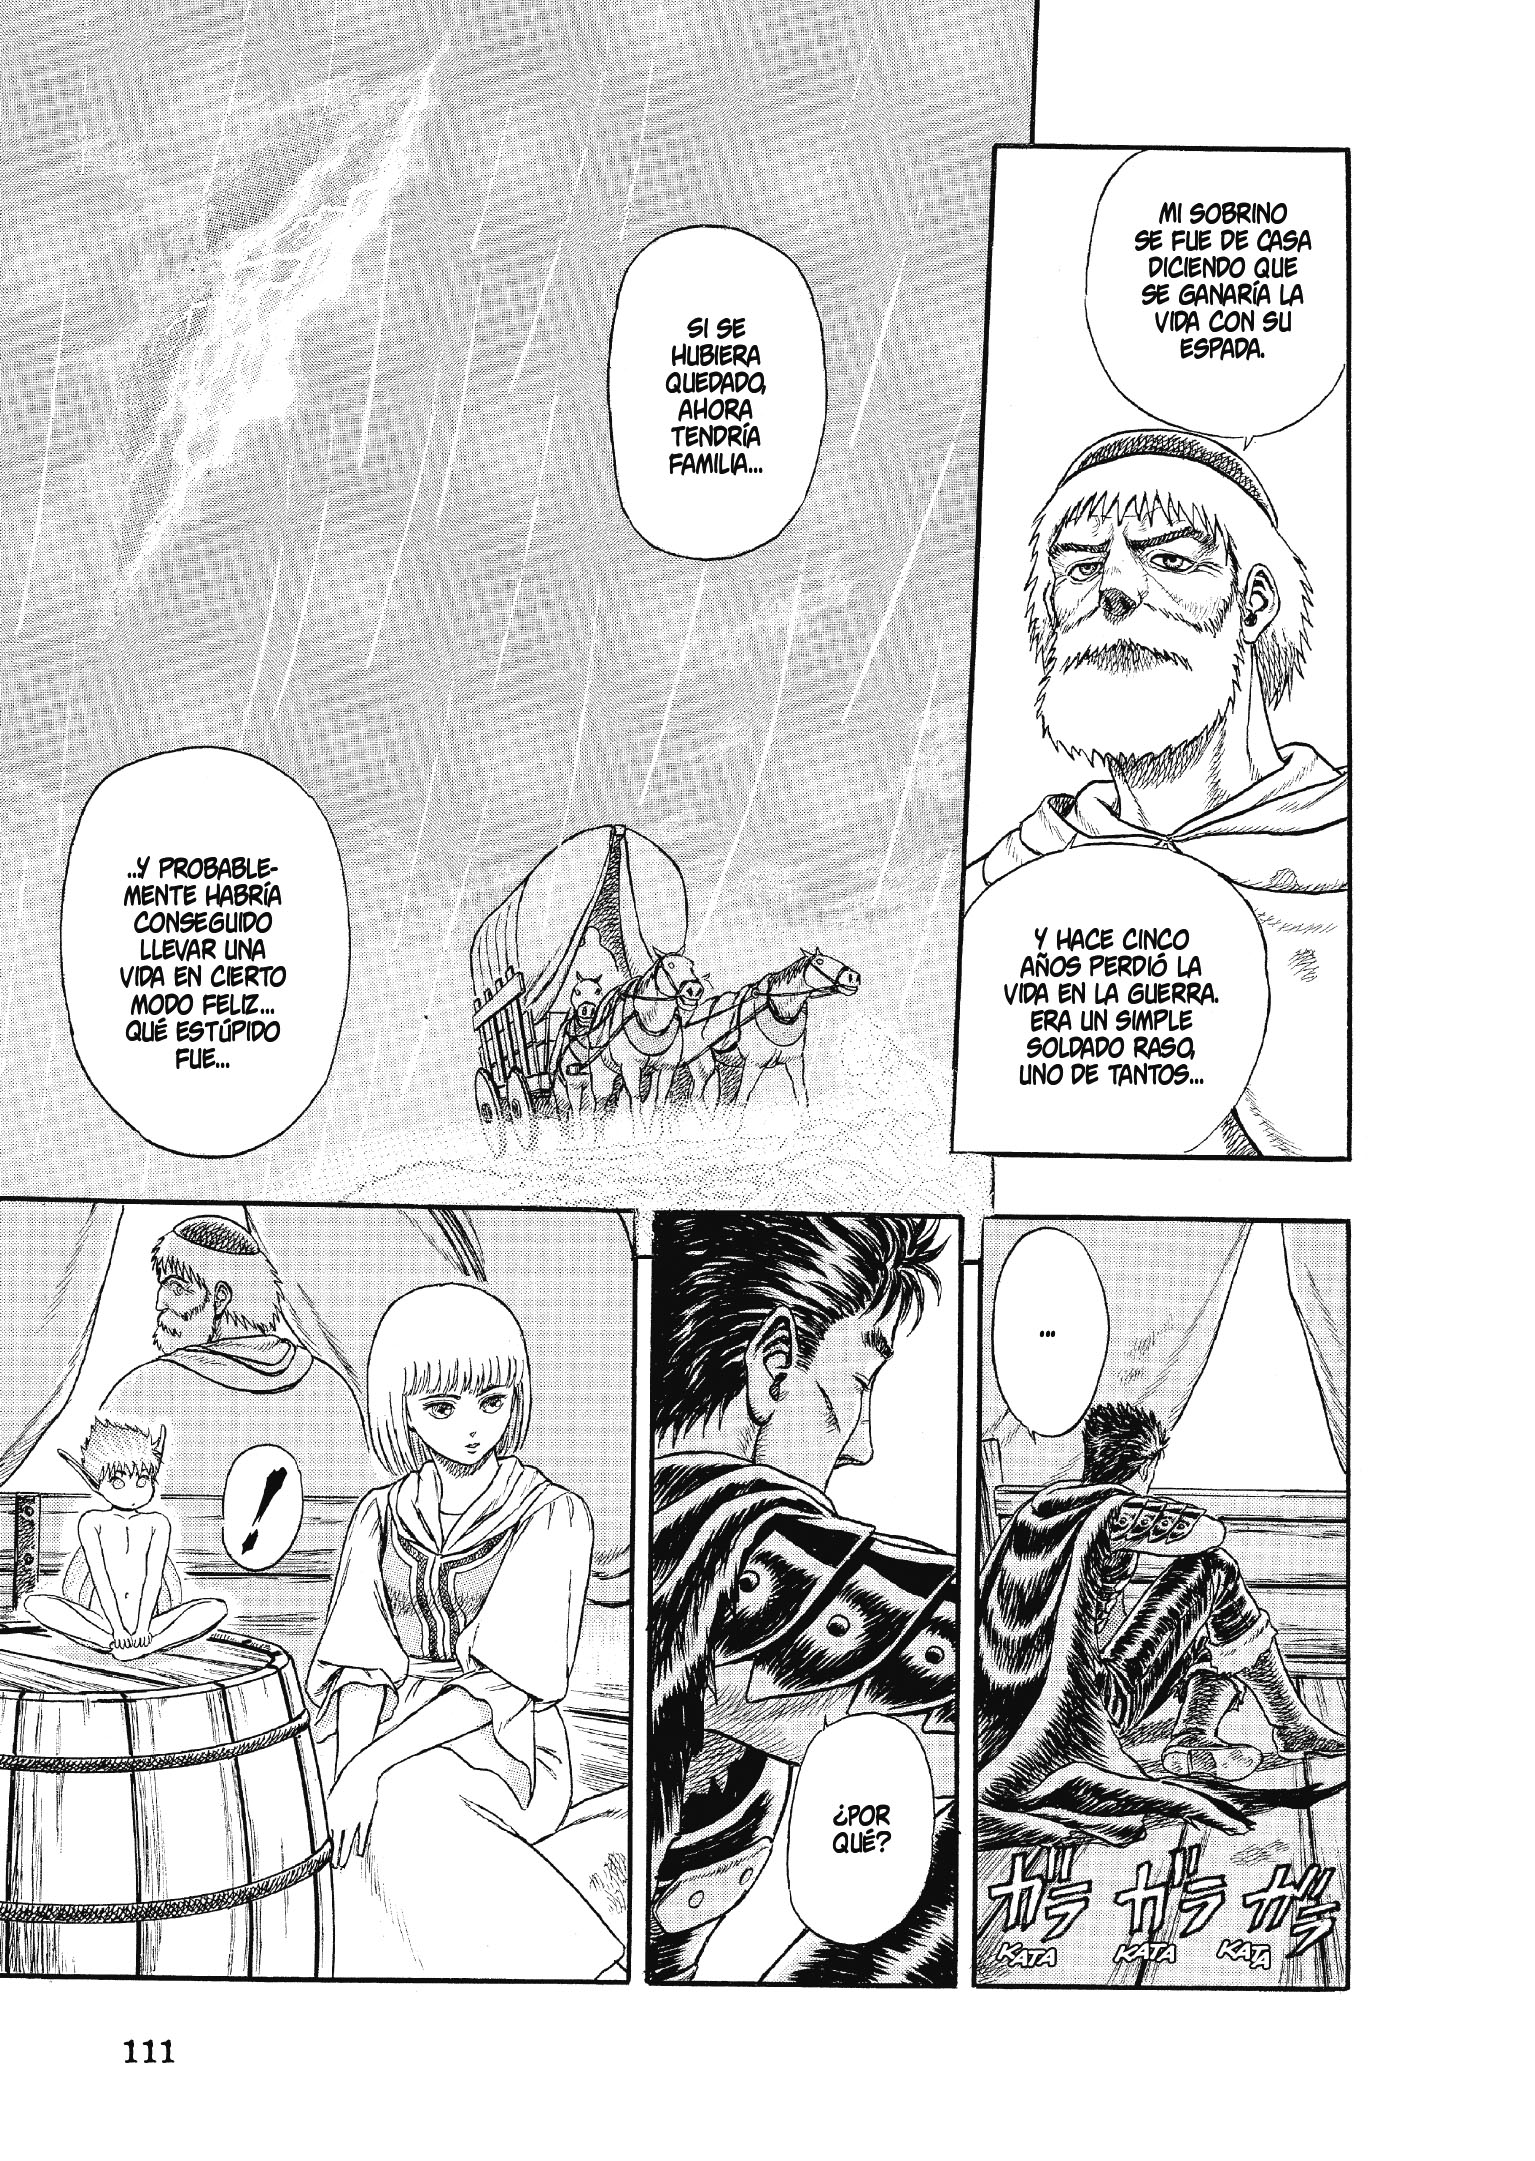 MI SOBRINO
SE FUE DE CASA
DICIENDO QUE
SE GANARÍA LA
VIDA CON SU
ESPADA.
Y HACE CINCO
AÑOS PERDIÓ LA
VIDA EN LA GUERRA.
ERA UN SIMPLE
SOLDADO RASO,
UNO DE TANTOS...
SI SE
HUBIERA
QUEDADO,
AHORA
TENDRÍA
FAMILIA...
...Y PROBABLE-
MENTE HABRÍA
CONSEGUIDO
LLEVAR UNA
VIDA EN CIERTO
MODO FELIZ...
QUÉ ESTÚPIDO
FUE...
...
ガラ ガラ ガラ
KATA KATA KATA
¿POR
QUÉ?
!
111